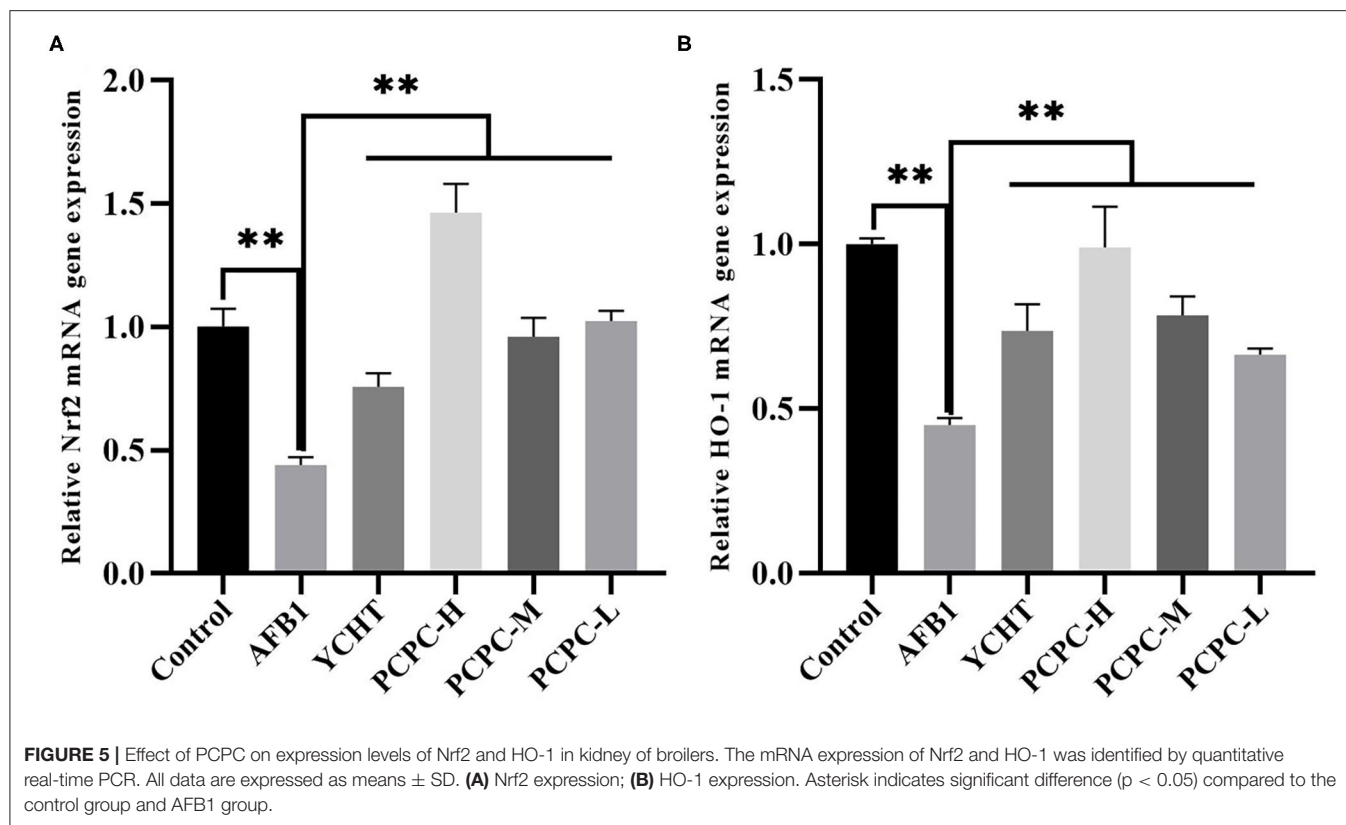 A
Relative Nrf2 mRNA gene expression
2.0
1.5
1.0
0.5
0.0
**
**
Control
AFB1
YCHT
PCPC-H
PCPC-M
PCPC-L
B
Relative HO-1 mRNA gene expression
1.5
1.0
0.5
0.0
**
**
Control
AFB1
YCHT
PCPC-H
PCPC-M
PCPC-L
FIGURE 5 | Effect of PCPC on expression levels of Nrf2 and HO-1 in kidney of broilers. The mRNA expression of Nrf2 and HO-1 was identified by quantitative
real-time PCR. All data are expressed as means ± SD. (A) Nrf2 expression; (B) HO-1 expression. Asterisk indicates significant difference (p < 0.05) compared to the
control group and AFB1 group.